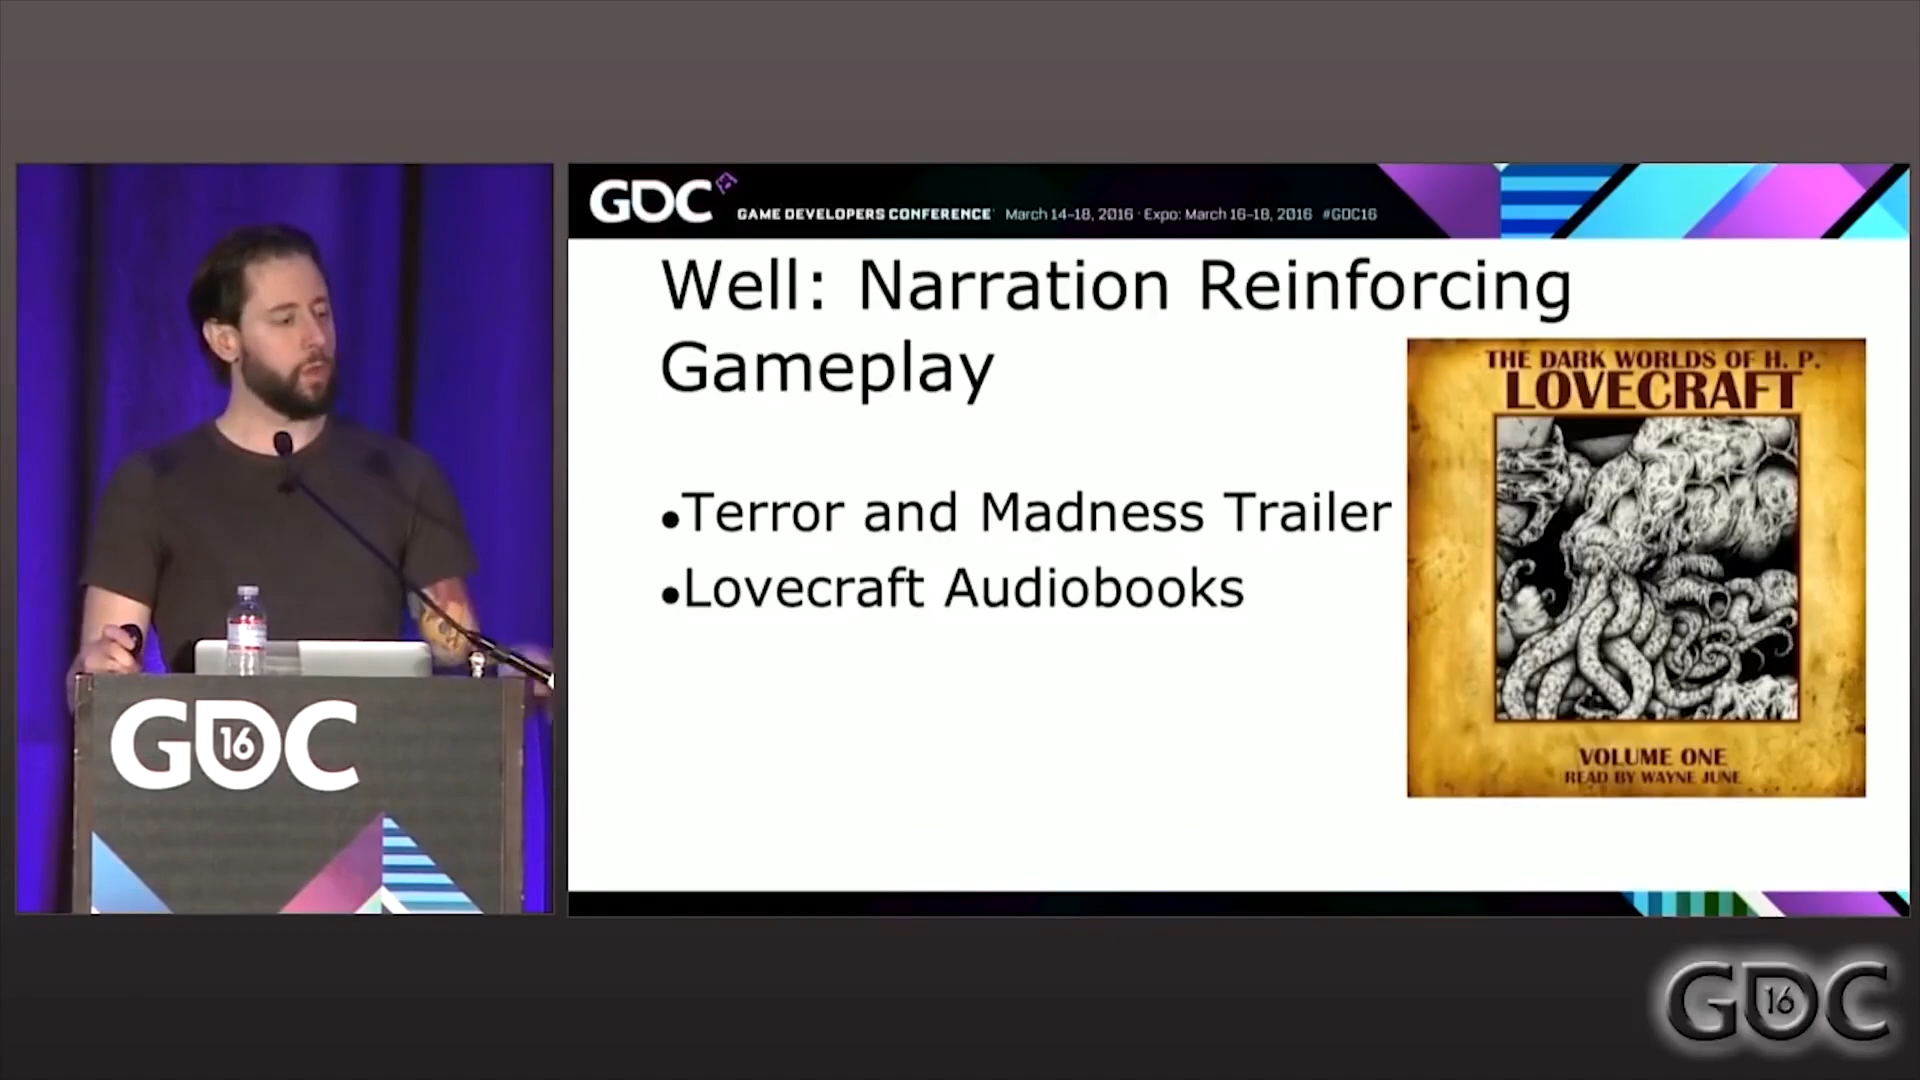 GDC
GAME DEVELOPERS CONFERENCE March 14-18, 2016 · Expo: March 16-18, 2016 #GDC16
Well: Narration Reinforcing
Gameplay
•Terror and Madness Trailer
•Lovecraft Audiobooks
THE DARK WORLDS OF H. P.
LOVECRAFT
VOLUME ONE
READ BY WAYNE JUNE
GDC
16
GDC
16